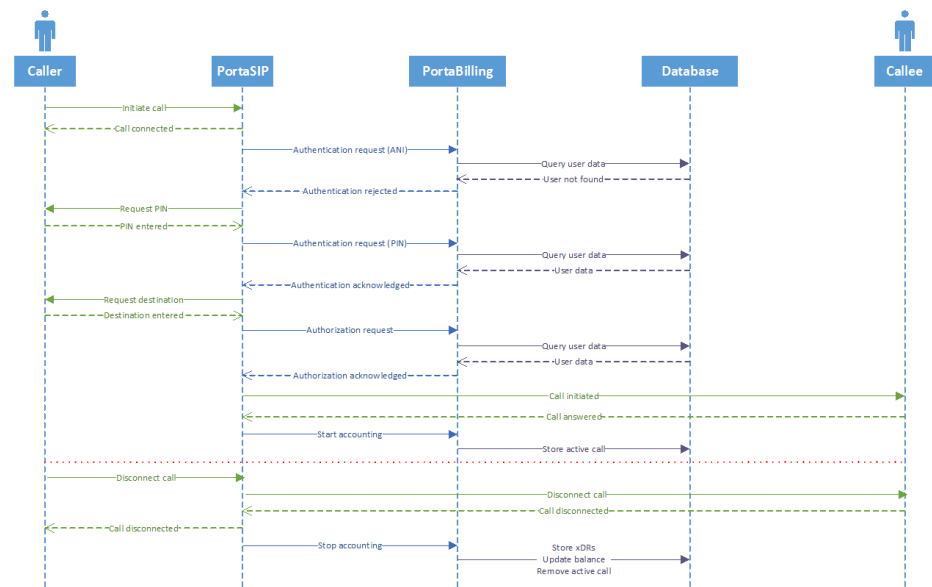 Caller
PortaSIP
PortaBilling
Database
Callee
Initiate call
Call connected
Authentication request (ANI)
Query user data
User not found
Authentication rejected
Request PIN
PIN entered
Authentication request (PIN)
Query user data
User data
Authentication acknowledged
Request destination
Destination entered
Authorization request
Query user data
User data
Authorization acknowledged
Call initiated
Call answered
Start accounting
Store active call
Disconnect call
Disconnect call
Call disconnected
Call disconnected
Stop accounting
Store xDRs
Update balance
Remove active call